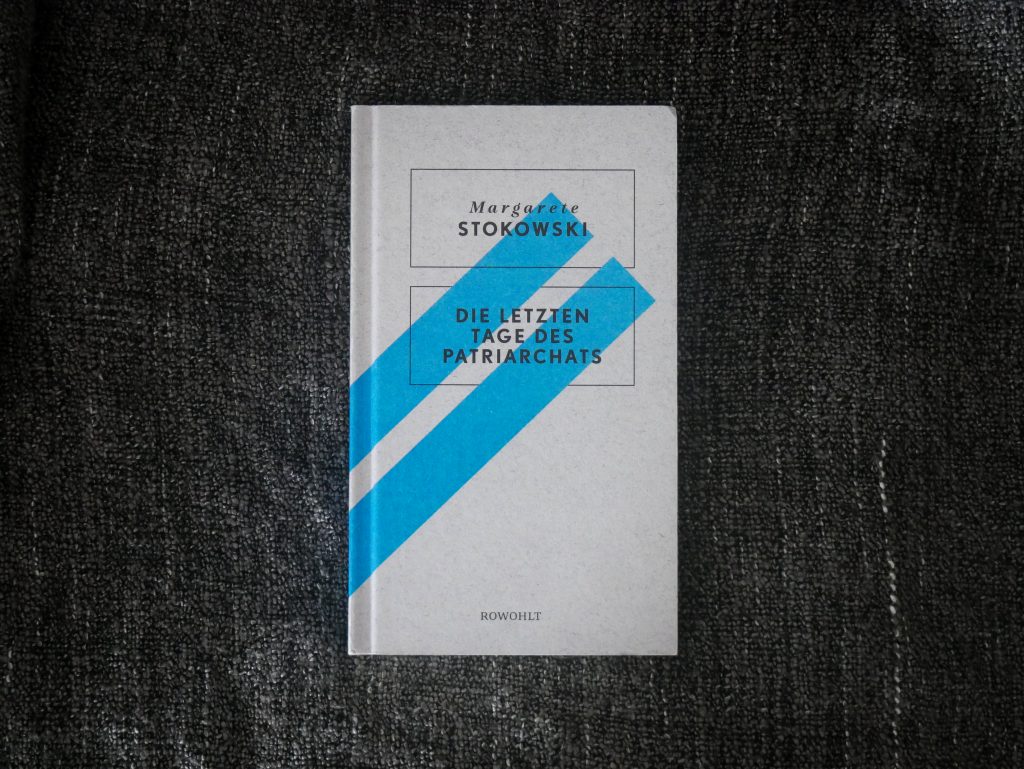 Margarete
STOKOWSKI
DIE LETZTEN
TAGE DES
PATRIARCHATS
ROWOHLT